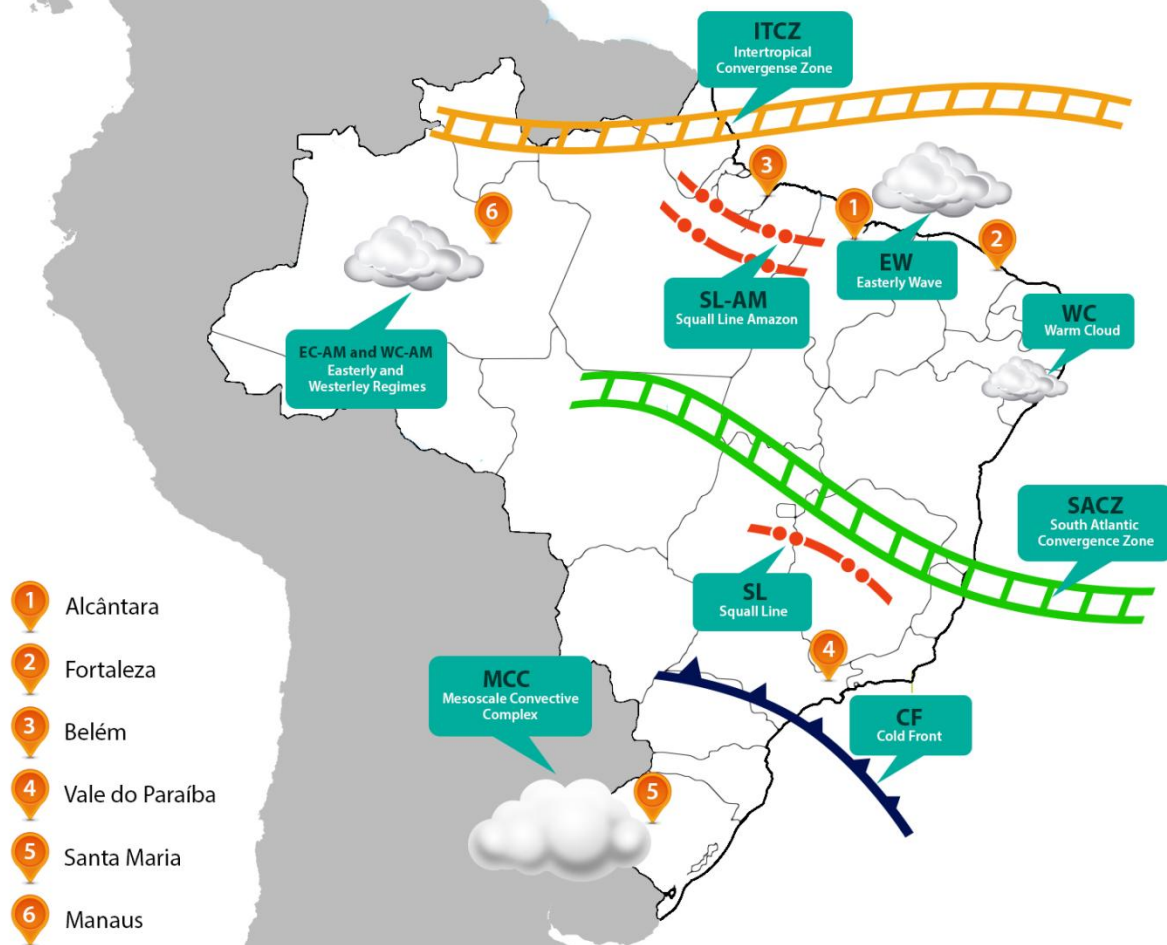 ITCZ
Intertropical
Convergense Zone
3
6
1
2
EW
Easterly Wave
SL-AM
Squall Line Amazon
WC
Warm Cloud
EC-AM and WC-AM
Easterly and
Westerley Regimes
SACZ
South Atlantic
Convergence Zone
SL
Squall Line
4
MCC
Mesoscale Convective
Complex
CF
Cold Front
5
1 Alcântara
2 Fortaleza
3 Belém
4 Vale do Paraíba
5 Santa Maria
6 Manaus